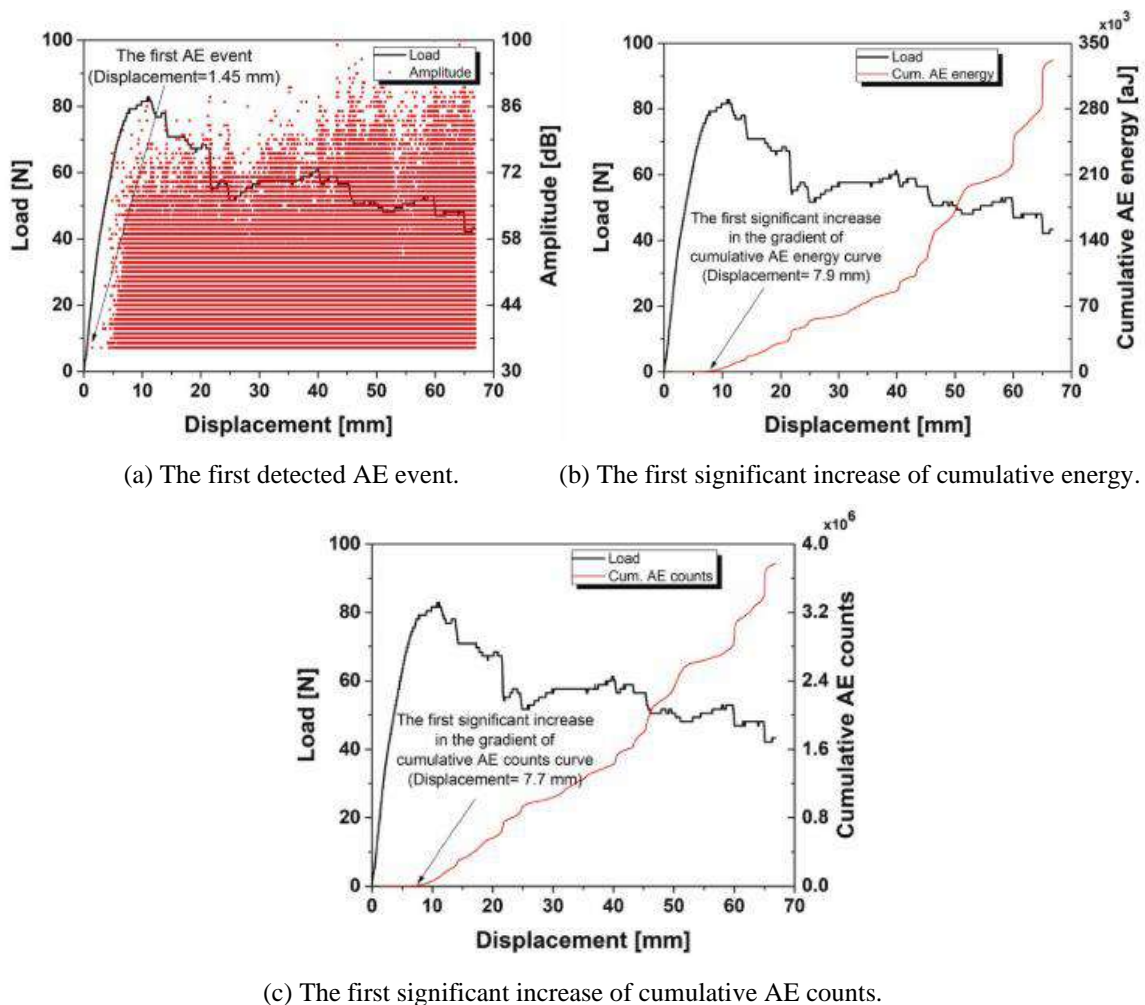 The first AE event
(Displacement=1.45 mm)
Load
Amplitude
100
80
60
40
20
0
Load [N]
100
86
72
58
44
30
Amplitude [dB]
0 10 20 30 40 50 60 70
Displacement [mm]
(a) The first detected AE event.
x10³
Load
Cum. AE energy
100
80
60
40
20
0
Load [N]
The first significant increase
in the gradient of
cumulative AE energy curve
(Displacement= 7.9 mm)
350
280
210
140
70
0
Cumulative AE energy [aJ]
0 10 20 30 40 50 60 70
Displacement [mm]
(b) The first significant increase of cumulative energy.
x10⁶
Load
Cum. AE counts
100
80
60
40
20
0
Load [N]
The first significant increase
in the gradient of
cumulative AE counts curve
(Displacement= 7.7 mm)
4.0
3.2
2.4
1.6
0.8
0.0
Cumulative AE counts
0 10 20 30 40 50 60 70
Displacement [mm]
(c) The first significant increase of cumulative AE counts.